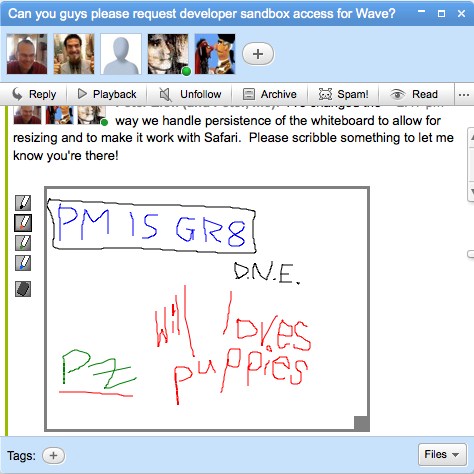 Can you guys please request developer sandbox access for Wave?
Reply Playback Unfollow Archive Spam! Read ...
way we handle persistence of the whiteboard to allow for
resizing and to make it work with Safari. Please scribble something to let me
know you're there!
PM IS GR8
D.N.E.
Will loves
puppies
PZ
Tags:
Files